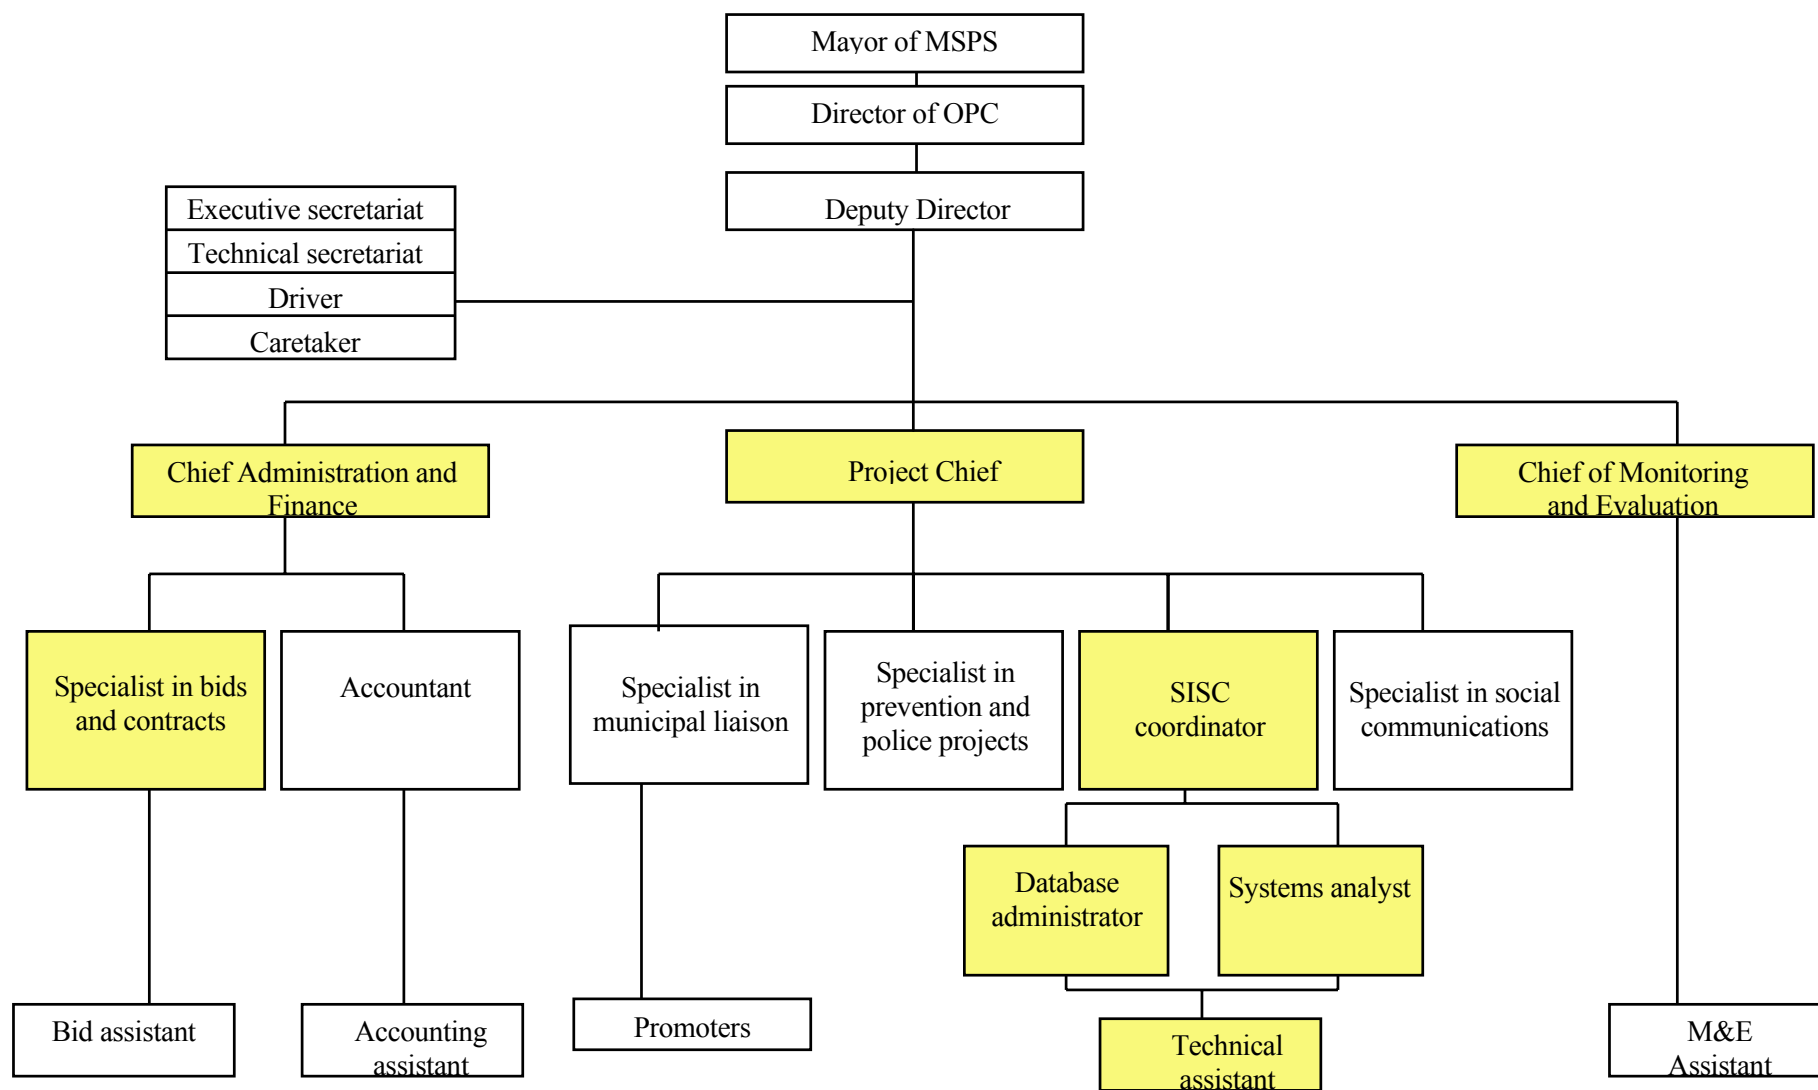 Mayor of MSPS
Director of OPC
Deputy Director
Executive secretariat
Technical secretariat
Driver
Caretaker
Chief Administration and
Finance
Project Chief
Chief of Monitoring
and Evaluation
Specialist in bids
and contracts
Accountant
Specialist in
municipal liaison
Specialist in
prevention and
police projects
SISC
coordinator
Specialist in social
communications
Database
administrator
Systems analyst
Bid assistant
Accounting
assistant
Promoters
Technical
assistant
M&E
Assistant